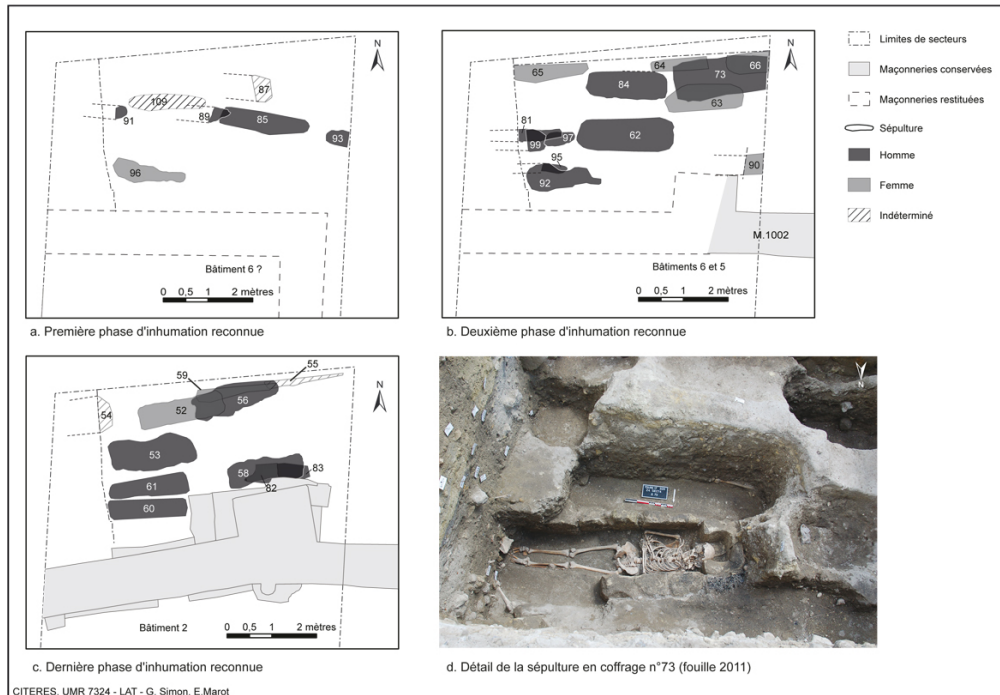 N
87
109
91
89
85
93
96
Bâtiment 6 ?
0 0,5 1 2 mètres
a. Première phase d'inhumation reconnue
N
65
64
66
73
84
63
81
62
97
99
95
90
92
M.1002
Bâtiments 6 et 5
0 0,5 1 2 mètres
b. Deuxième phase d'inhumation reconnue
Limites de secteurs
Maçonneries conservées
Maçonneries restituées
Sépulture
Homme
Femme
Indéterminé
55
59
N
56
52
54
53
58
83
61
82
60
Bâtiment 2
0 0,5 1 2 mètres
c. Dernière phase d'inhumation reconnue
N
d. Détail de la sépulture en coffrage n°73 (fouille 2011)
CITERES, UMR 7324 - LAT - G. Simon, E.Marot